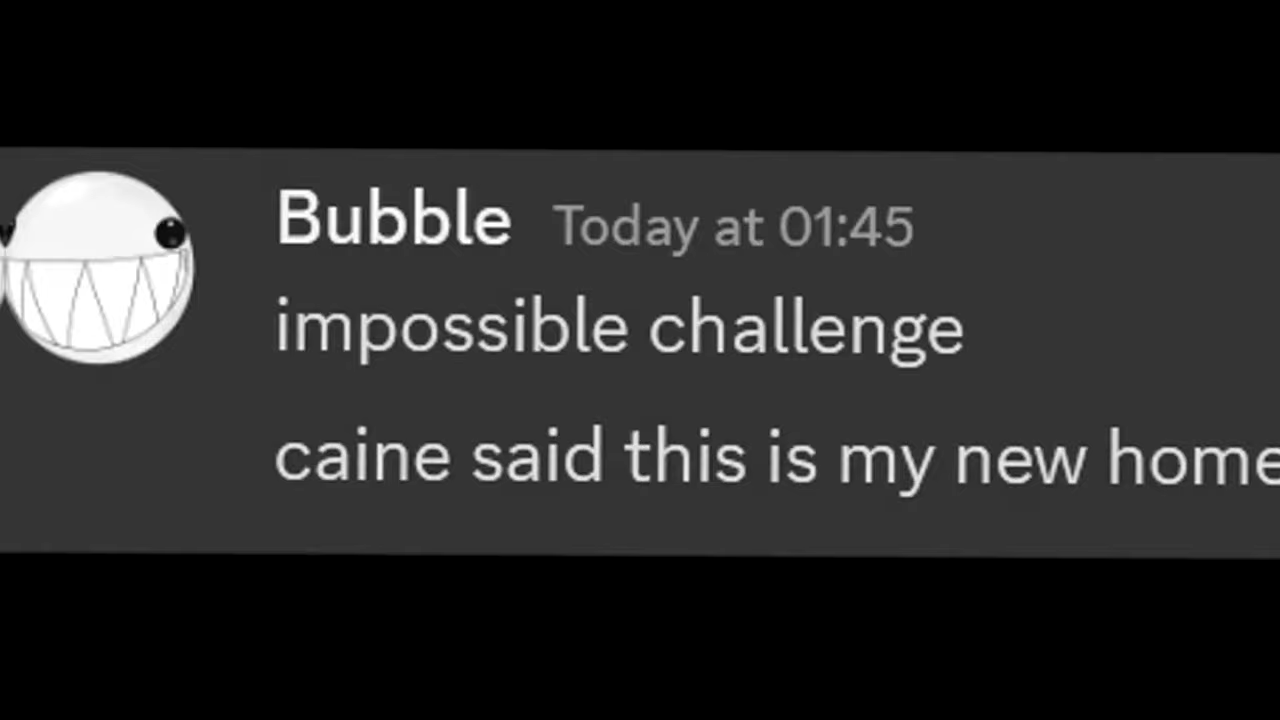 Bubble Today at 01:45
impossible challenge
caine said this is my new home